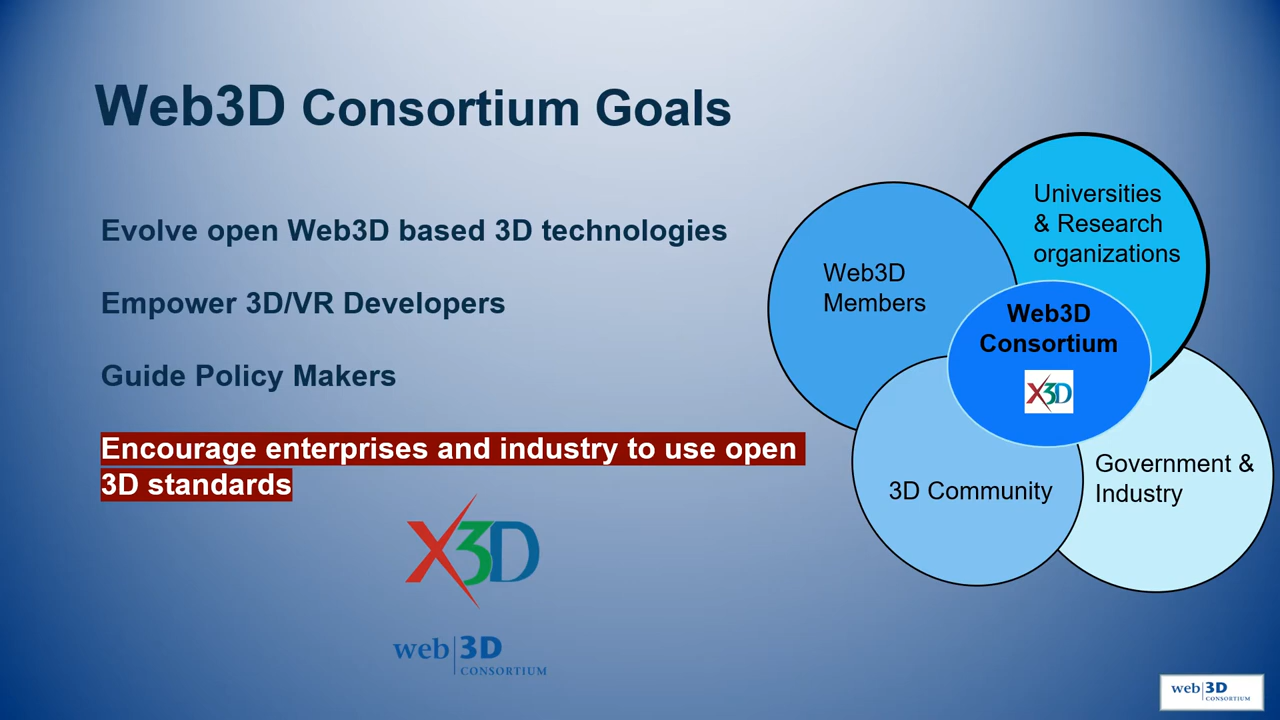 Web3D Consortium Goals
Evolve open Web3D based 3D technologies
Empower 3D/VR Developers
Guide Policy Makers
Encourage enterprises and industry to use open
3D standards
X3D
web 3D
CONSORTIUM
Universities
& Research
organizations
Web3D
Members
Web3D
Consortium
X3D
3D Community
Government &
Industry
web 3D
CONSORTIUM